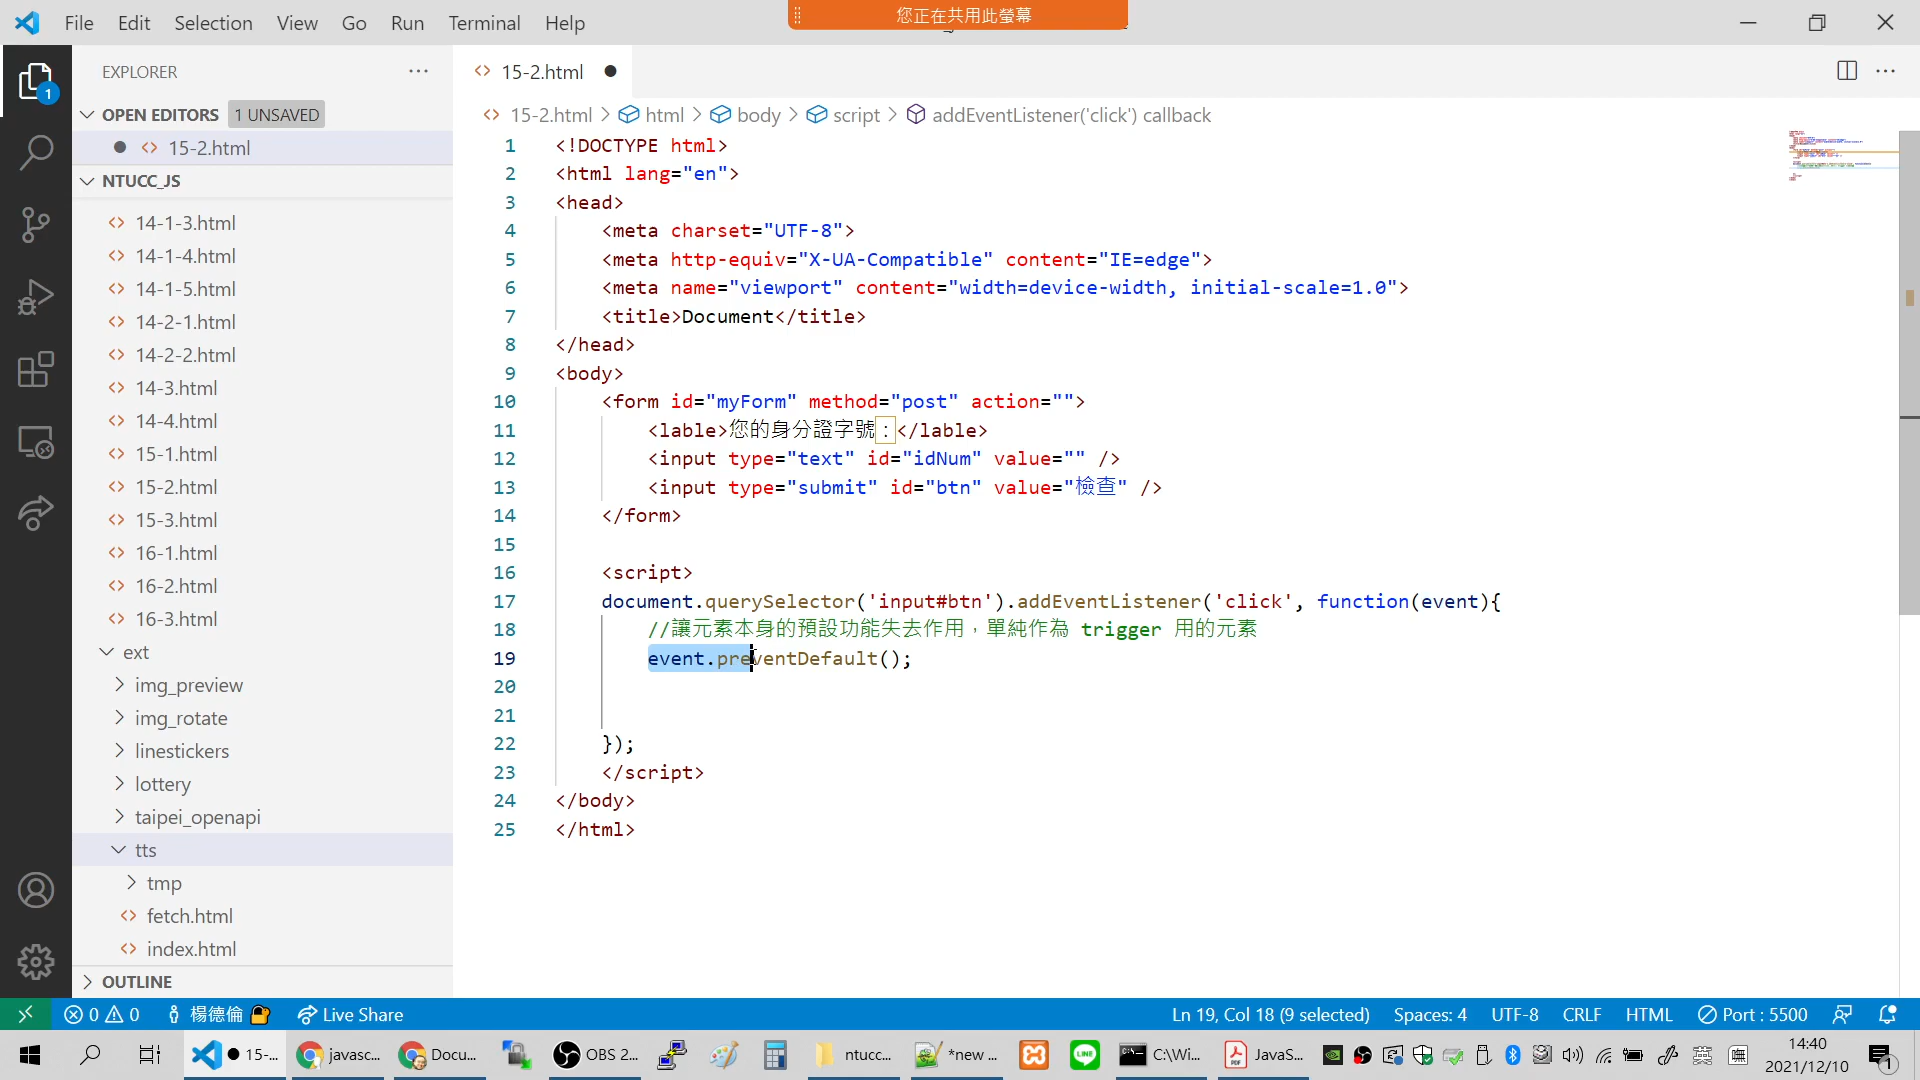 File Edit Selection View Go Run Terminal Help
您正在共用此螢幕
EXPLORER
15-2.html
OPEN EDITORS 1 UNSAVED
15-2.html > html > body > script > addEventListener('click') callback
15-2.html
NTUCC_JS
14-1-3.html
14-1-4.html
14-1-5.html
14-2-1.html
14-2-2.html
14-3.html
14-4.html
15-1.html
15-2.html
15-3.html
16-1.html
16-2.html
16-3.html
ext
img_preview
img_rotate
linestickers
lottery
taipei_openapi
tts
tmp
fetch.html
index.html
OUTLINE
1 <!DOCTYPE html>
2 <html lang="en">
3 <head>
4 <meta charset="UTF-8">
5 <meta http-equiv="X-UA-Compatible" content="IE=edge">
6 <meta name="viewport" content="width=device-width, initial-scale=1.0">
7 <title>Document</title>
8 </head>
9 <body>
10 <form id="myForm" method="post" action="">
11 <lable>您的身分證字號：</lable>
12 <input type="text" id="idNum" value="" />
13 <input type="submit" id="btn" value="檢查" />
14 </form>
15
16 <script>
17 document.querySelector('input#btn').addEventListener('click', function(event){
18 //讓元素本身的預設功能失去作用，單純作為 trigger 用的元素
19 event.preventDefault();
20
21
22 });
23 </script>
24 </body>
25 </html>
1
0 0 楊德倫 Live Share Ln 19, Col 18 (9 selected) Spaces: 4 UTF-8 CRLF HTML Port : 5500
15-... javasc... Docu... OBS 2... ntucc... *new ... C:\Wi... JavaS... 英 14:40
2021/12/10 1